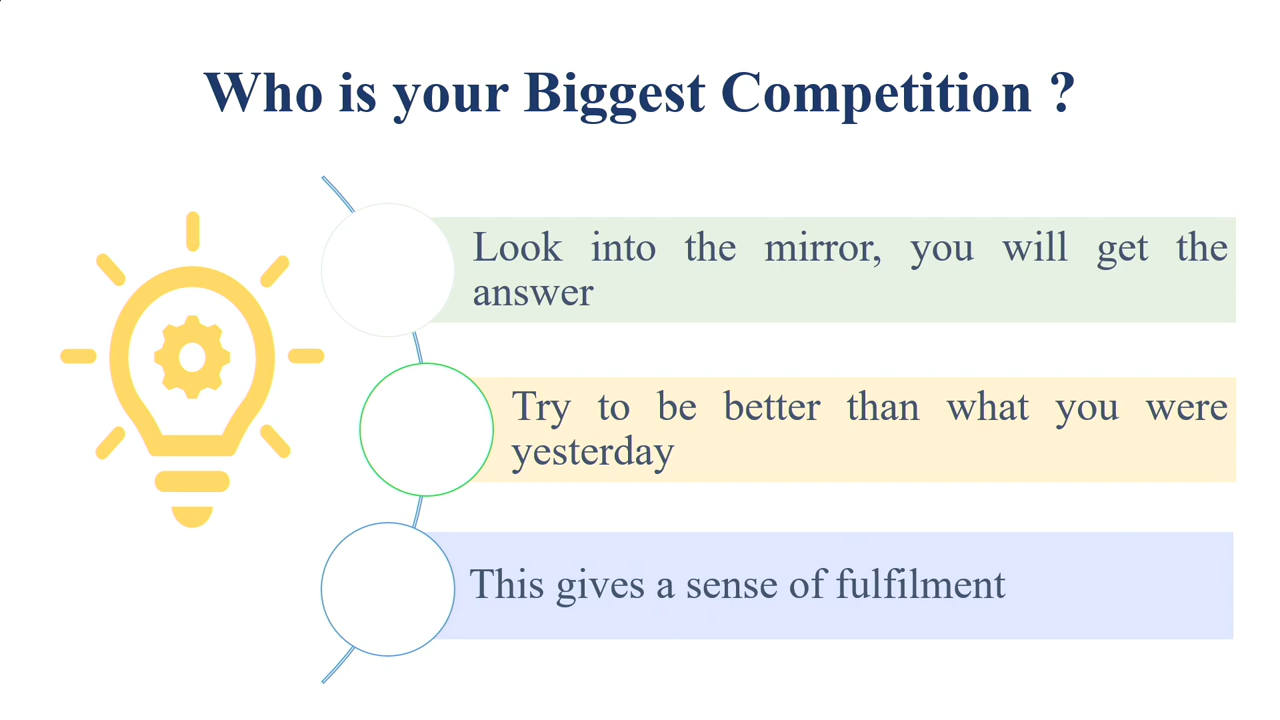 Who is your Biggest Competition ?
Look into the mirror, you will get the
answer
Try to be better than what you were
yesterday
This gives a sense of fulfilment